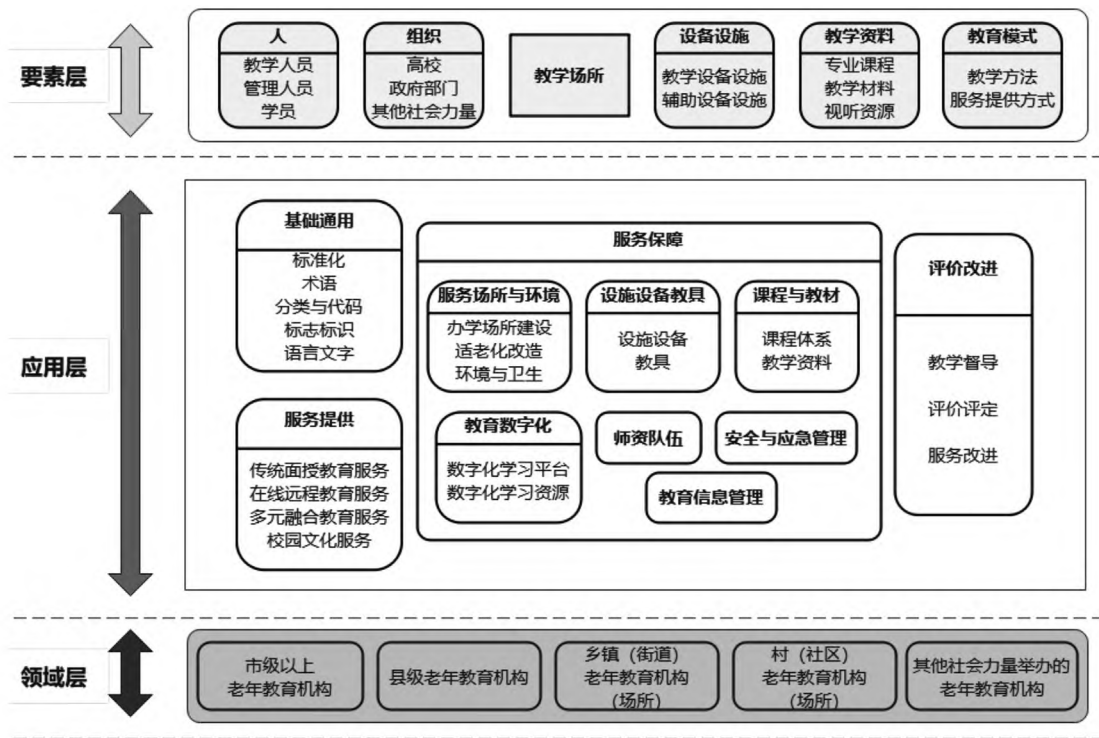 要素层
人
教学人员
管理人员
学员
组织
高校
政府部门
其他社会力量
教学场所
设备设施
教学设备设施
辅助设备设施
教学资料
专业课程
教学材料
视听资源
教育模式
教学方法
服务提供方式
应用层
基础通用
标准化
术语
分类与代码
标志标识
语言文字
服务提供
传统面授教育服务
在线远程教育服务
多元融合教育服务
校园文化服务
服务保障
服务场所与环境
办学场所建设
适老化改造
环境与卫生
设施设备教具
设施设备
教具
课程与教材
课程体系
教学资料
教育数字化
数字化学习平台
数字化学习资源
师资队伍
安全与应急管理
教育信息管理
评价改进
教学督导
评价评定
服务改进
领域层
市级以上
老年教育机构
县级老年教育机构
乡镇（街道）
老年教育机构
（场所）
村（社区）
老年教育机构
（场所）
其他社会力量举办的
老年教育机构